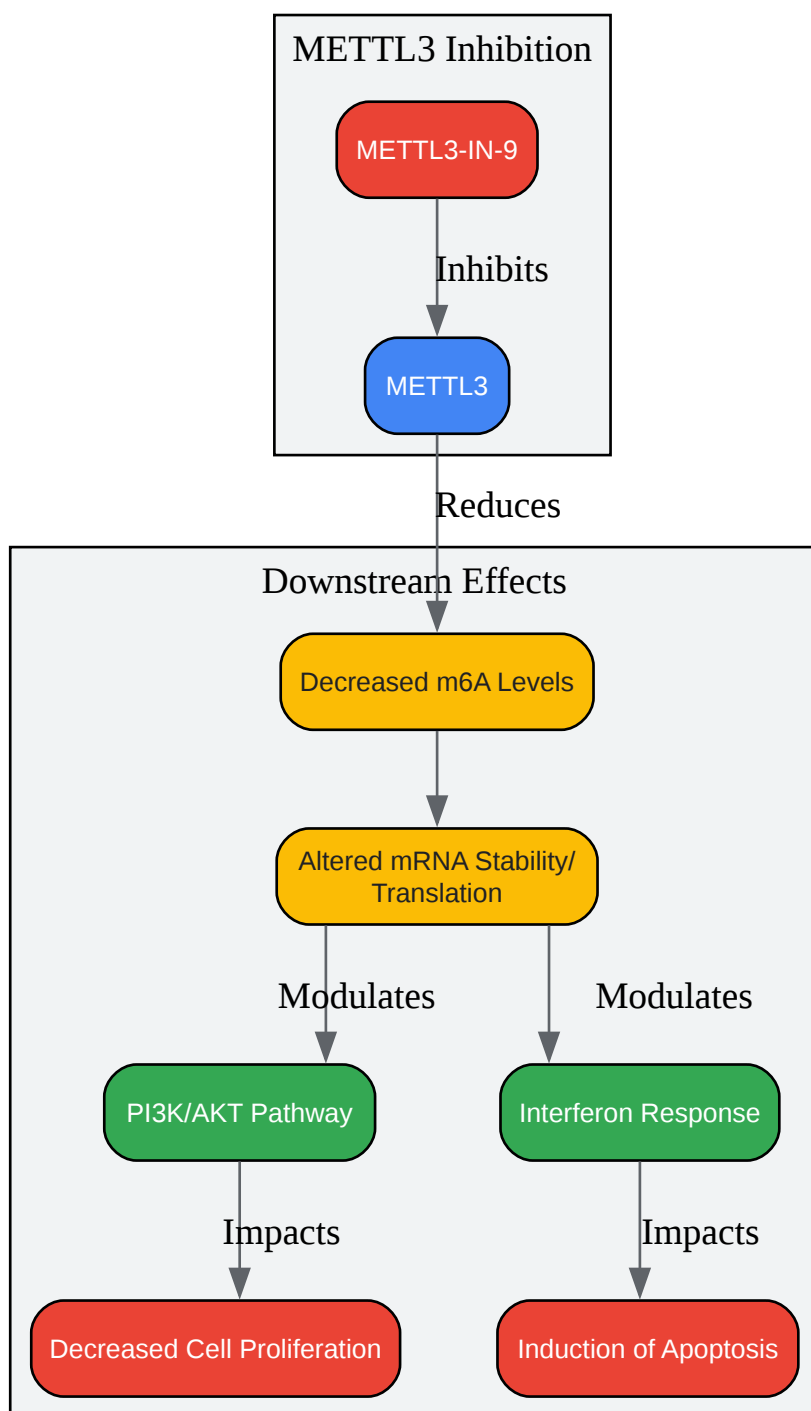 METTL3 Inhibition
METTL3-IN-9
Inhibits
METTL3
Reduces
Downstream Effects
Decreased m6A Levels
Altered mRNA Stability/
Translation
Modulates
Modulates
PI3K/AKT Pathway
Interferon Response
Impacts
Impacts
Decreased Cell Proliferation
Induction of Apoptosis